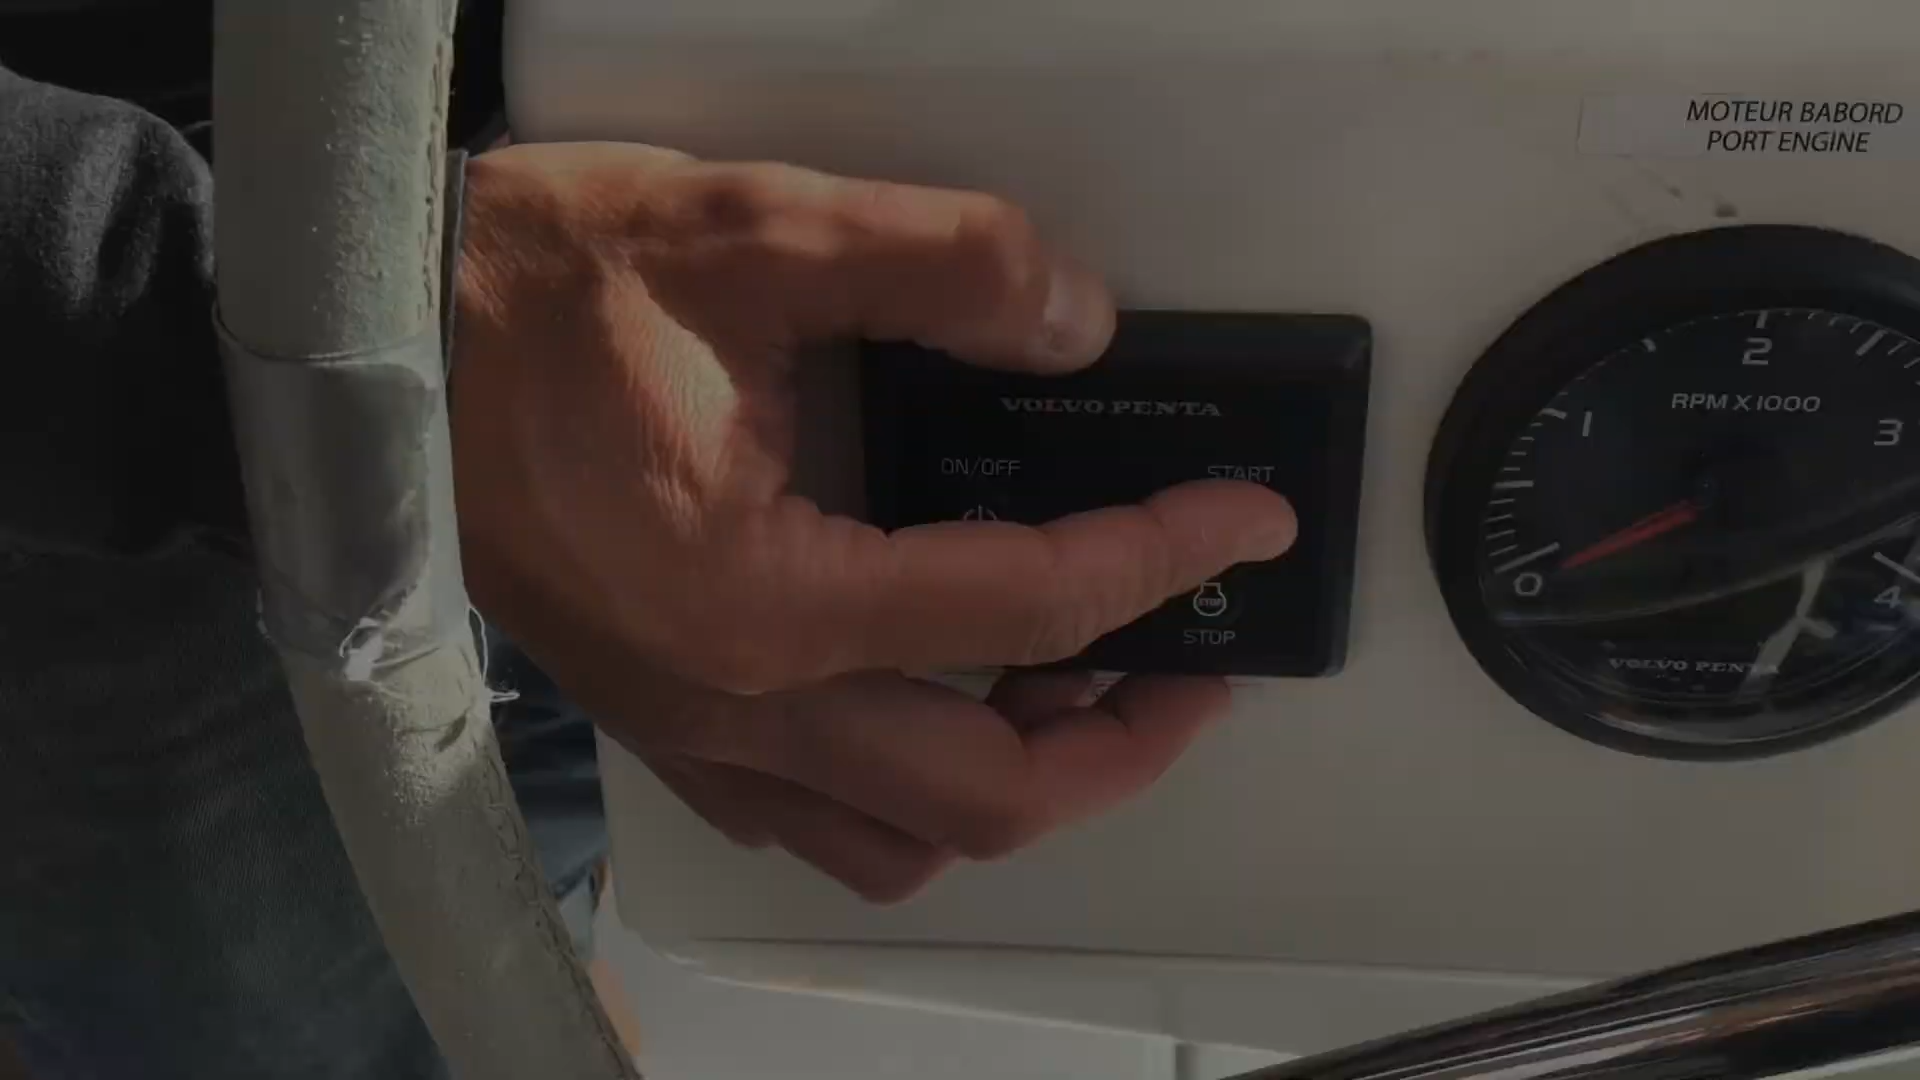 MOTEUR BABORD
PORT ENGINE
VOLVO PENTA
ON/OFF
START
STOP
STOP
2
1
3
RPM X 1000
0
4
VOLVO PENTA